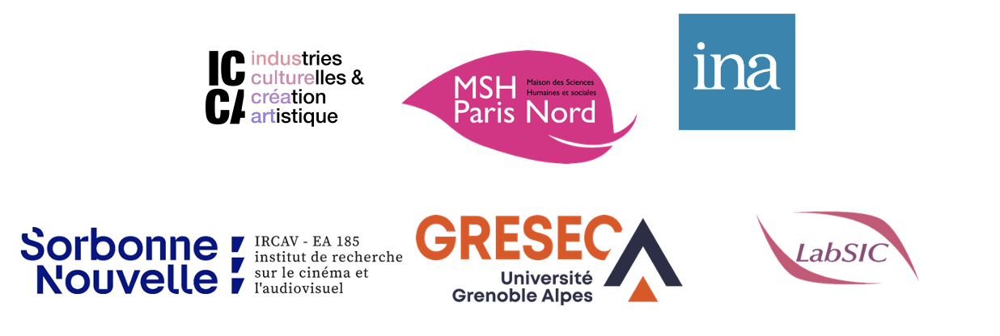 IC
CA
industries
culturelles &
création
artistique
MSH
Paris Nord
Maison des Sciences
Humaines et sociales
ina
Sorbonne
Nouvelle
IRCAV - EA 185
institut de recherche
sur le cinéma et
l'audiovisuel
GRESEC
Université
Grenoble Alpes
LabSIC